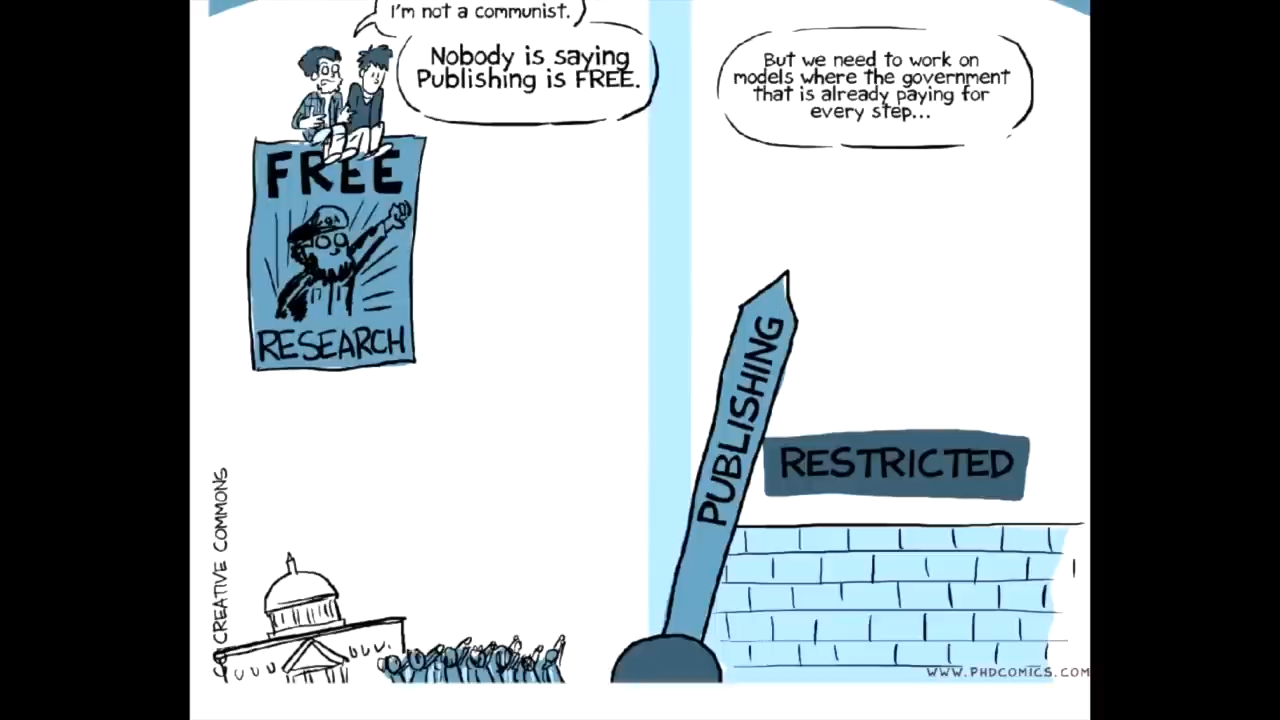 I'm not a communist.
Nobody is saying
Publishing is FREE.
But we need to work on
models where the government
that is already paying for
every step...
FREE
RESEARCH
PUBLISHING
RESTRICTED
CREATIVE COMMONS
WWW.PHDCOMICS.COM